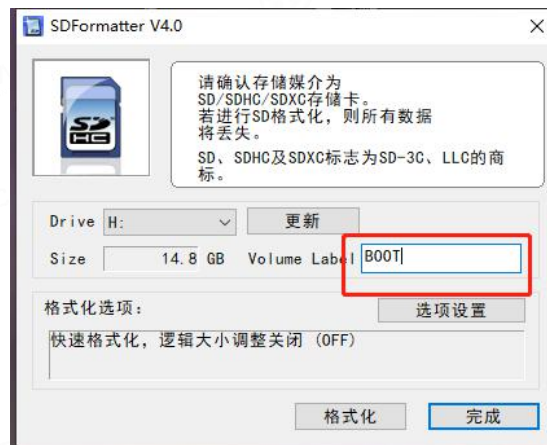 SDFormatter V4.0
请确认存储媒介为
SD/SDHC/SDXC存储卡。
若进行SD格式化，则所有数据
将丢失。
SD、SDHC及SDXC标志为SD-3C、LLC的商
标。
SD
HC
Drive H: 更新
Size 14.8 GB Volume Label BOOT
格式化选项： 选项设置
快速格式化，逻辑大小调整关闭 (OFF)
格式化 完成